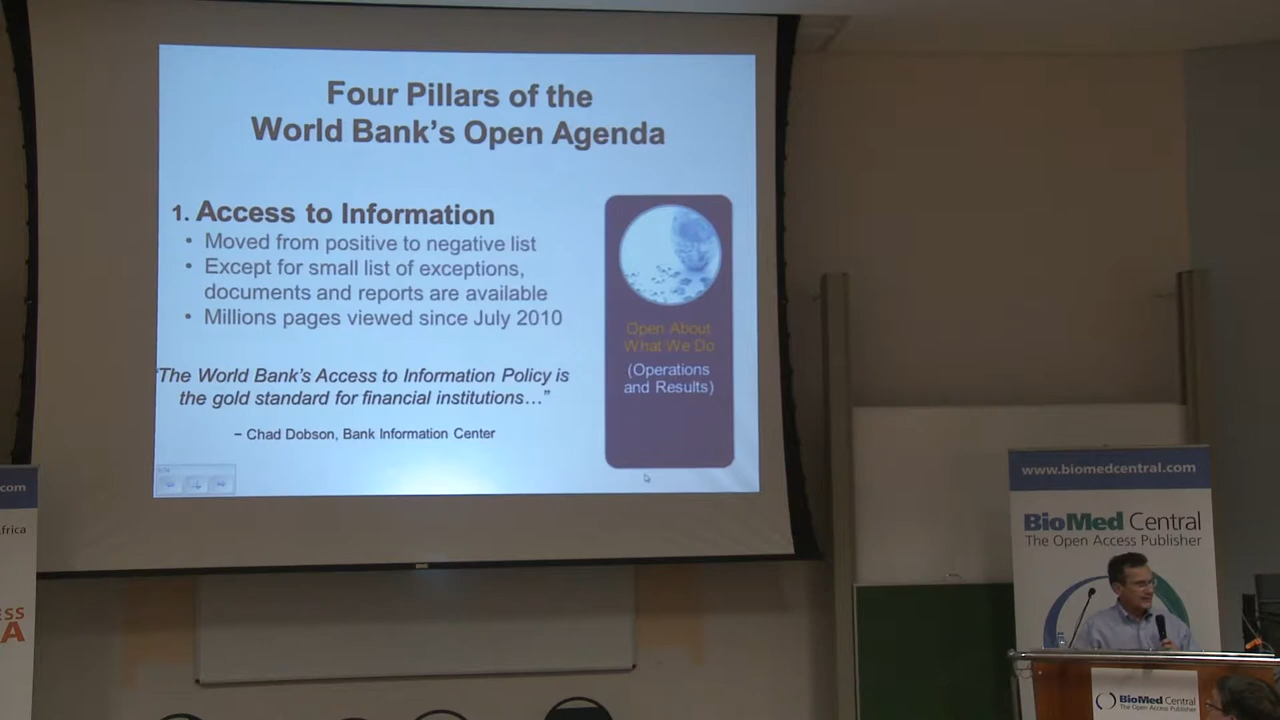 Four Pillars of the
World Bank's Open Agenda
1. Access to Information
• Moved from positive to negative list
• Except for small list of exceptions,
documents and reports are available
• Millions pages viewed since July 2010
"The World Bank's Access to Information Policy is
the gold standard for financial institutions…"
– Chad Dobson, Bank Information Center
Open About
What We Do
(Operations
and Results)
www.biomedcentral.com
BioMed Central
The Open Access Publisher
BioMed Central
The Open Access Publisher
com
frica
ESS
A